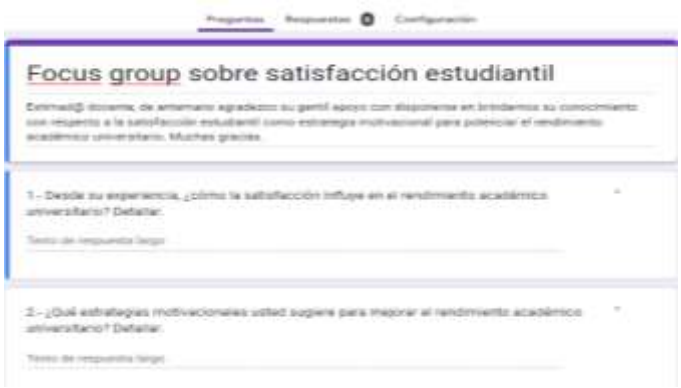 Preguntas Respuestas Configuración
Focus group sobre satisfacción estudiantil
Estimad@ docente, de antemano agradezco su gentil apoyo con disponerse en brindarnos su conocimiento
con respecto a la satisfacción estudiantil como estrategia motivacional para potenciar el rendimiento
académico universitario. Muchas gracias.
1.- Desde su experiencia, ¿cómo la satisfacción influye en el rendimiento académico
universitario? Detallar.
Texto de respuesta largo
2.- ¿Qué estrategias motivacionales usted sugiere para mejorar el rendimiento académico
universitario? Detallar.
Texto de respuesta largo